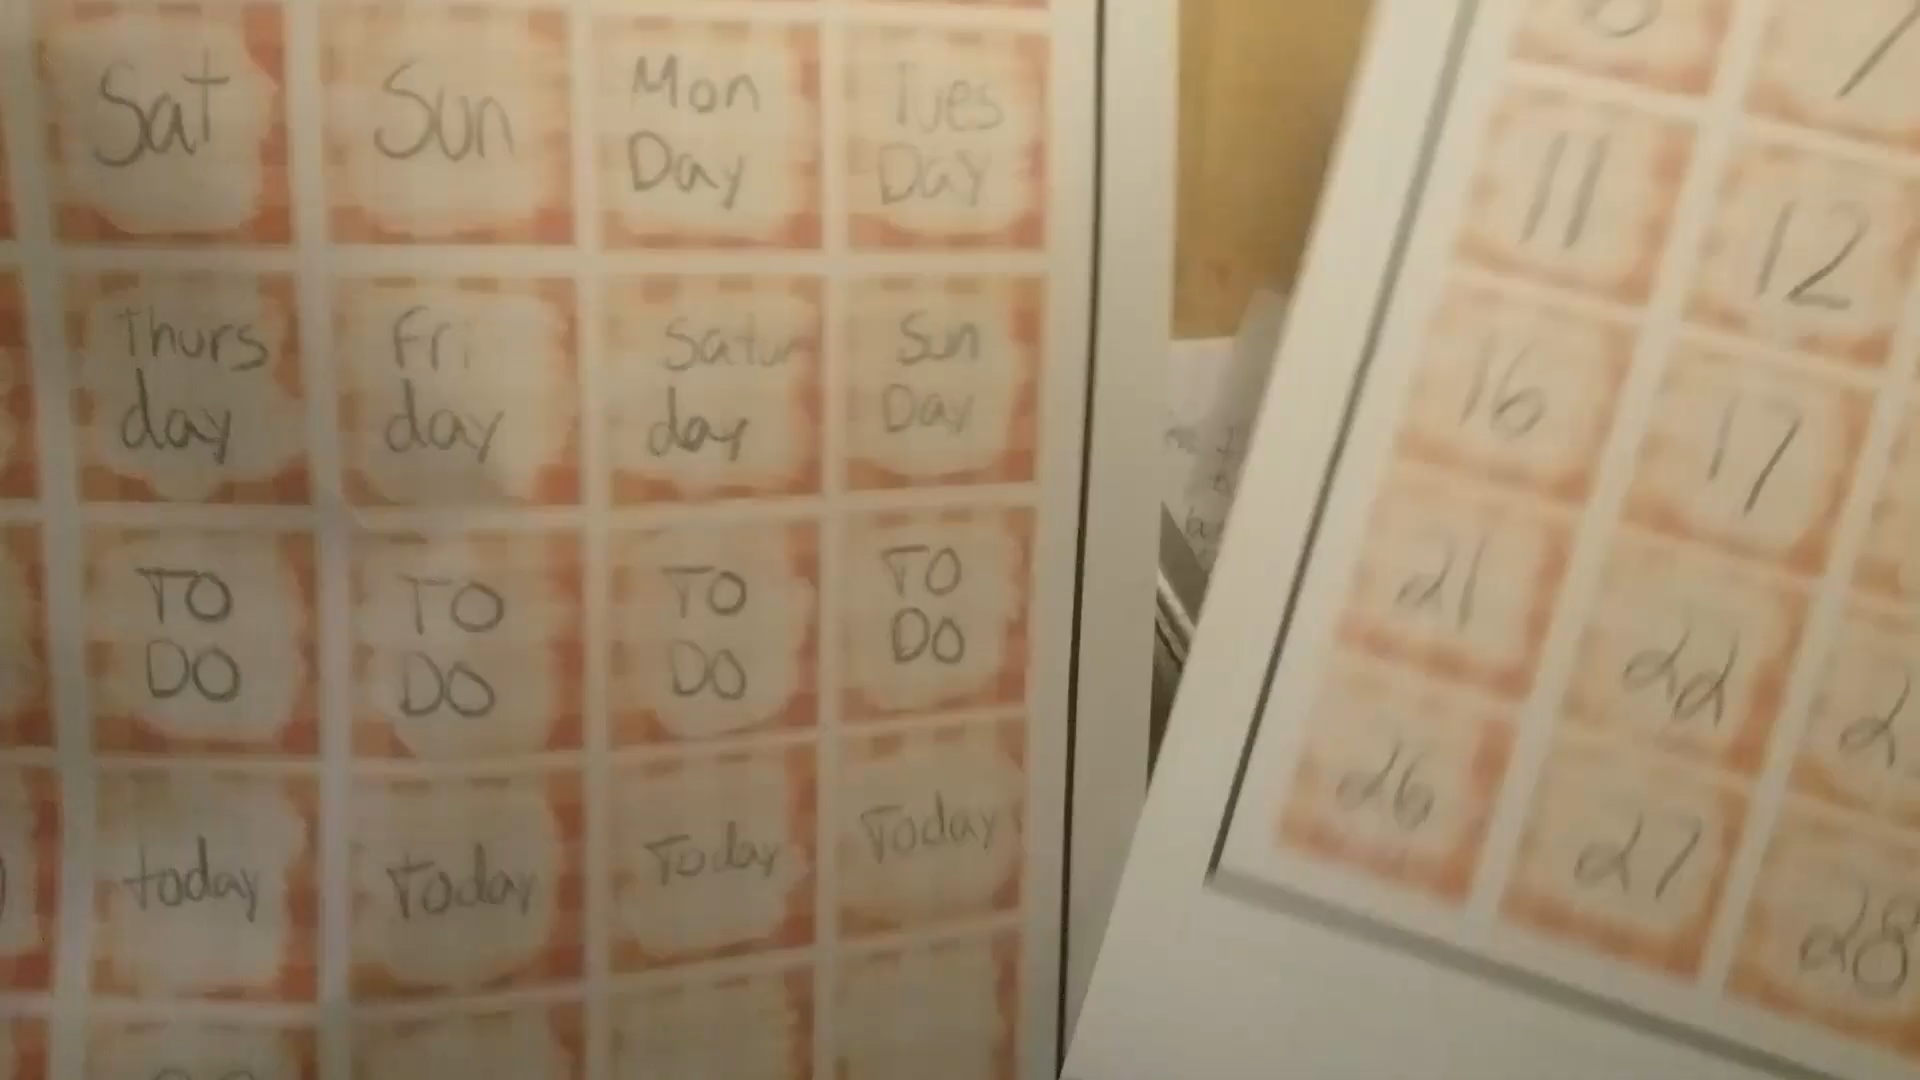 Sat
Sun
Mon
Day
Tues
Day
Thurs
day
Fri
day
Satur
day
Sun
Day
TO
DO
TO
DO
TO
DO
TO
DO
today
Today
Today
Today
11
12
16
17
21
22
26
27
28